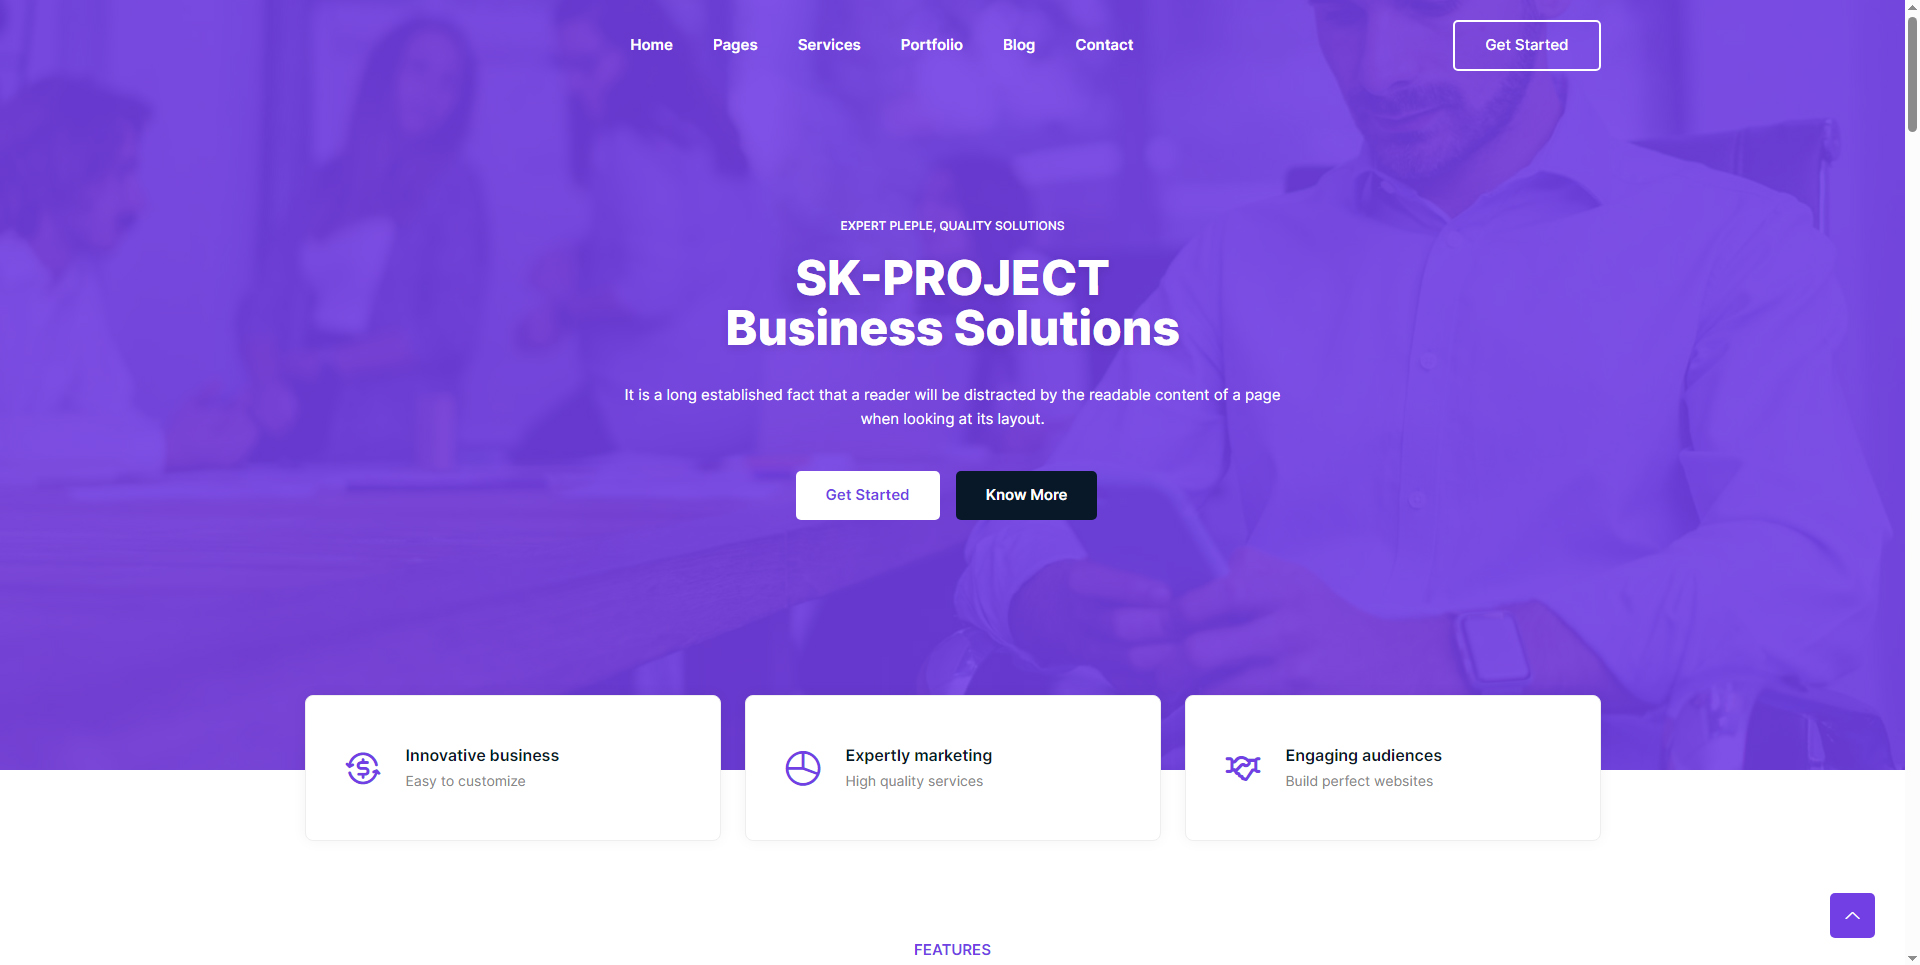 Home Pages Services Portfolio Blog Contact Get Started
EXPERT PLEPLE, QUALITY SOLUTIONS
SK-PROJECT
Business Solutions
It is a long established fact that a reader will be distracted by the readable content of a page
when looking at its layout.
Get Started Know More
Innovative business
Easy to customize
Expertly marketing
High quality services
Engaging audiences
Build perfect websites
FEATURES